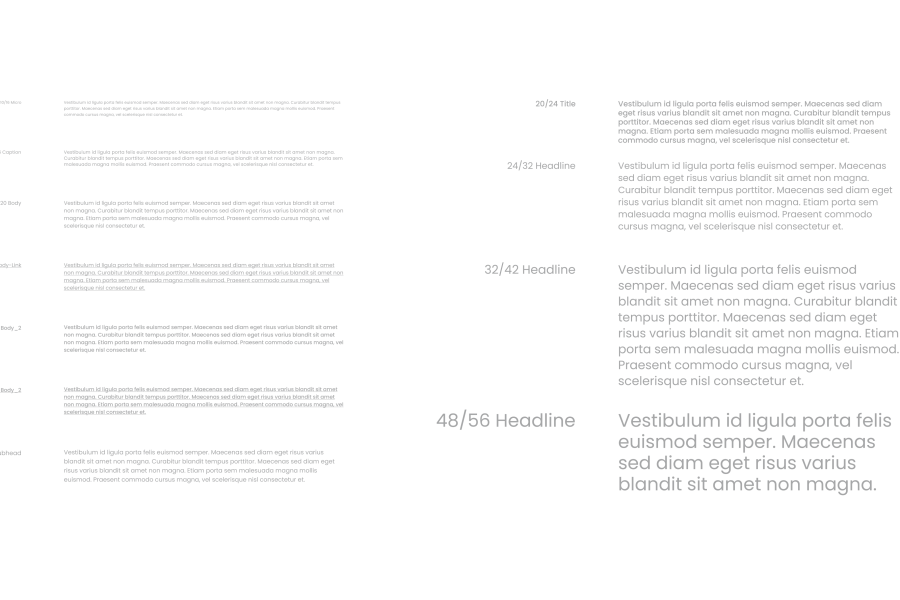 Vestibulum id ligula porta felis euismod semper. Maecenas sed diam eget risus varius blandit sit amet non magna. Curabitur blandit tempus
porttitor. Maecenas sed diam eget risus varius blandit sit amet non magna. Etiam porta sem malesuada magna mollis euismod. Praesent
commodo cursus magna, vel scelerisque nisl consectetur et.
Caption
Vestibulum id ligula porta felis euismod semper. Maecenas sed diam eget risus varius blandit sit amet non magna.
Curabitur blandit tempus porttitor. Maecenas sed diam eget risus varius blandit sit amet non magna. Etiam porta sem
malesuada magna mollis euismod. Praesent commodo cursus magna, vel scelerisque nisl consectetur et.
Body
Vestibulum id ligula porta felis euismod semper. Maecenas sed diam eget risus varius blandit sit amet
non magna. Curabitur blandit tempus porttitor. Maecenas sed diam eget risus varius blandit sit amet non
magna. Etiam porta sem malesuada magna mollis euismod. Praesent commodo cursus magna, vel
scelerisque nisl consectetur et.
ody-Link
Vestibulum id ligula porta felis euismod semper. Maecenas sed diam eget risus varius blandit sit amet
non magna. Curabitur blandit tempus porttitor. Maecenas sed diam eget risus varius blandit sit amet non
magna. Etiam porta sem malesuada magna mollis euismod. Praesent commodo cursus magna, vel
scelerisque nisl consectetur et.
Body_2
Vestibulum id ligula porta felis euismod semper. Maecenas sed diam eget risus varius blandit sit amet
non magna. Curabitur blandit tempus porttitor. Maecenas sed diam eget risus varius blandit sit amet non
magna. Etiam porta sem malesuada magna mollis euismod. Praesent commodo cursus magna, vel
scelerisque nisl consectetur et.
Body_2
Vestibulum id ligula porta felis euismod semper. Maecenas sed diam eget risus varius blandit sit amet
non magna. Curabitur blandit tempus porttitor. Maecenas sed diam eget risus varius blandit sit amet non
magna. Etiam porta sem malesuada magna mollis euismod. Praesent commodo cursus magna, vel
scelerisque nisl consectetur et.
bhead
Vestibulum id ligula porta felis euismod semper. Maecenas sed diam eget risus varius
blandit sit amet non magna. Curabitur blandit tempus porttitor. Maecenas sed diam eget
risus varius blandit sit amet non magna. Etiam porta sem malesuada magna mollis
euismod. Praesent commodo cursus magna, vel scelerisque nisl consectetur et.
20/24 Title
Vestibulum id ligula porta felis euismod semper. Maecenas sed diam
eget risus varius blandit sit amet non magna. Curabitur blandit tempus
porttitor. Maecenas sed diam eget risus varius blandit sit amet non
magna. Etiam porta sem malesuada magna mollis euismod. Praesent
commodo cursus magna, vel scelerisque nisl consectetur et.
24/32 Headline
Vestibulum id ligula porta felis euismod semper. Maecenas
sed diam eget risus varius blandit sit amet non magna.
Curabitur blandit tempus porttitor. Maecenas sed diam eget
risus varius blandit sit amet non magna. Etiam porta sem
malesuada magna mollis euismod. Praesent commodo
cursus magna, vel scelerisque nisl consectetur et.
32/42 Headline
Vestibulum id ligula porta felis euismod
semper. Maecenas sed diam eget risus varius
blandit sit amet non magna. Curabitur blandit
tempus porttitor. Maecenas sed diam eget
risus varius blandit sit amet non magna. Etiam
porta sem malesuada magna mollis euismod.
Praesent commodo cursus magna, vel
scelerisque nisl consectetur et.
48/56 Headline
Vestibulum id ligula porta felis
euismod semper. Maecenas
sed diam eget risus varius
blandit sit amet non magna.